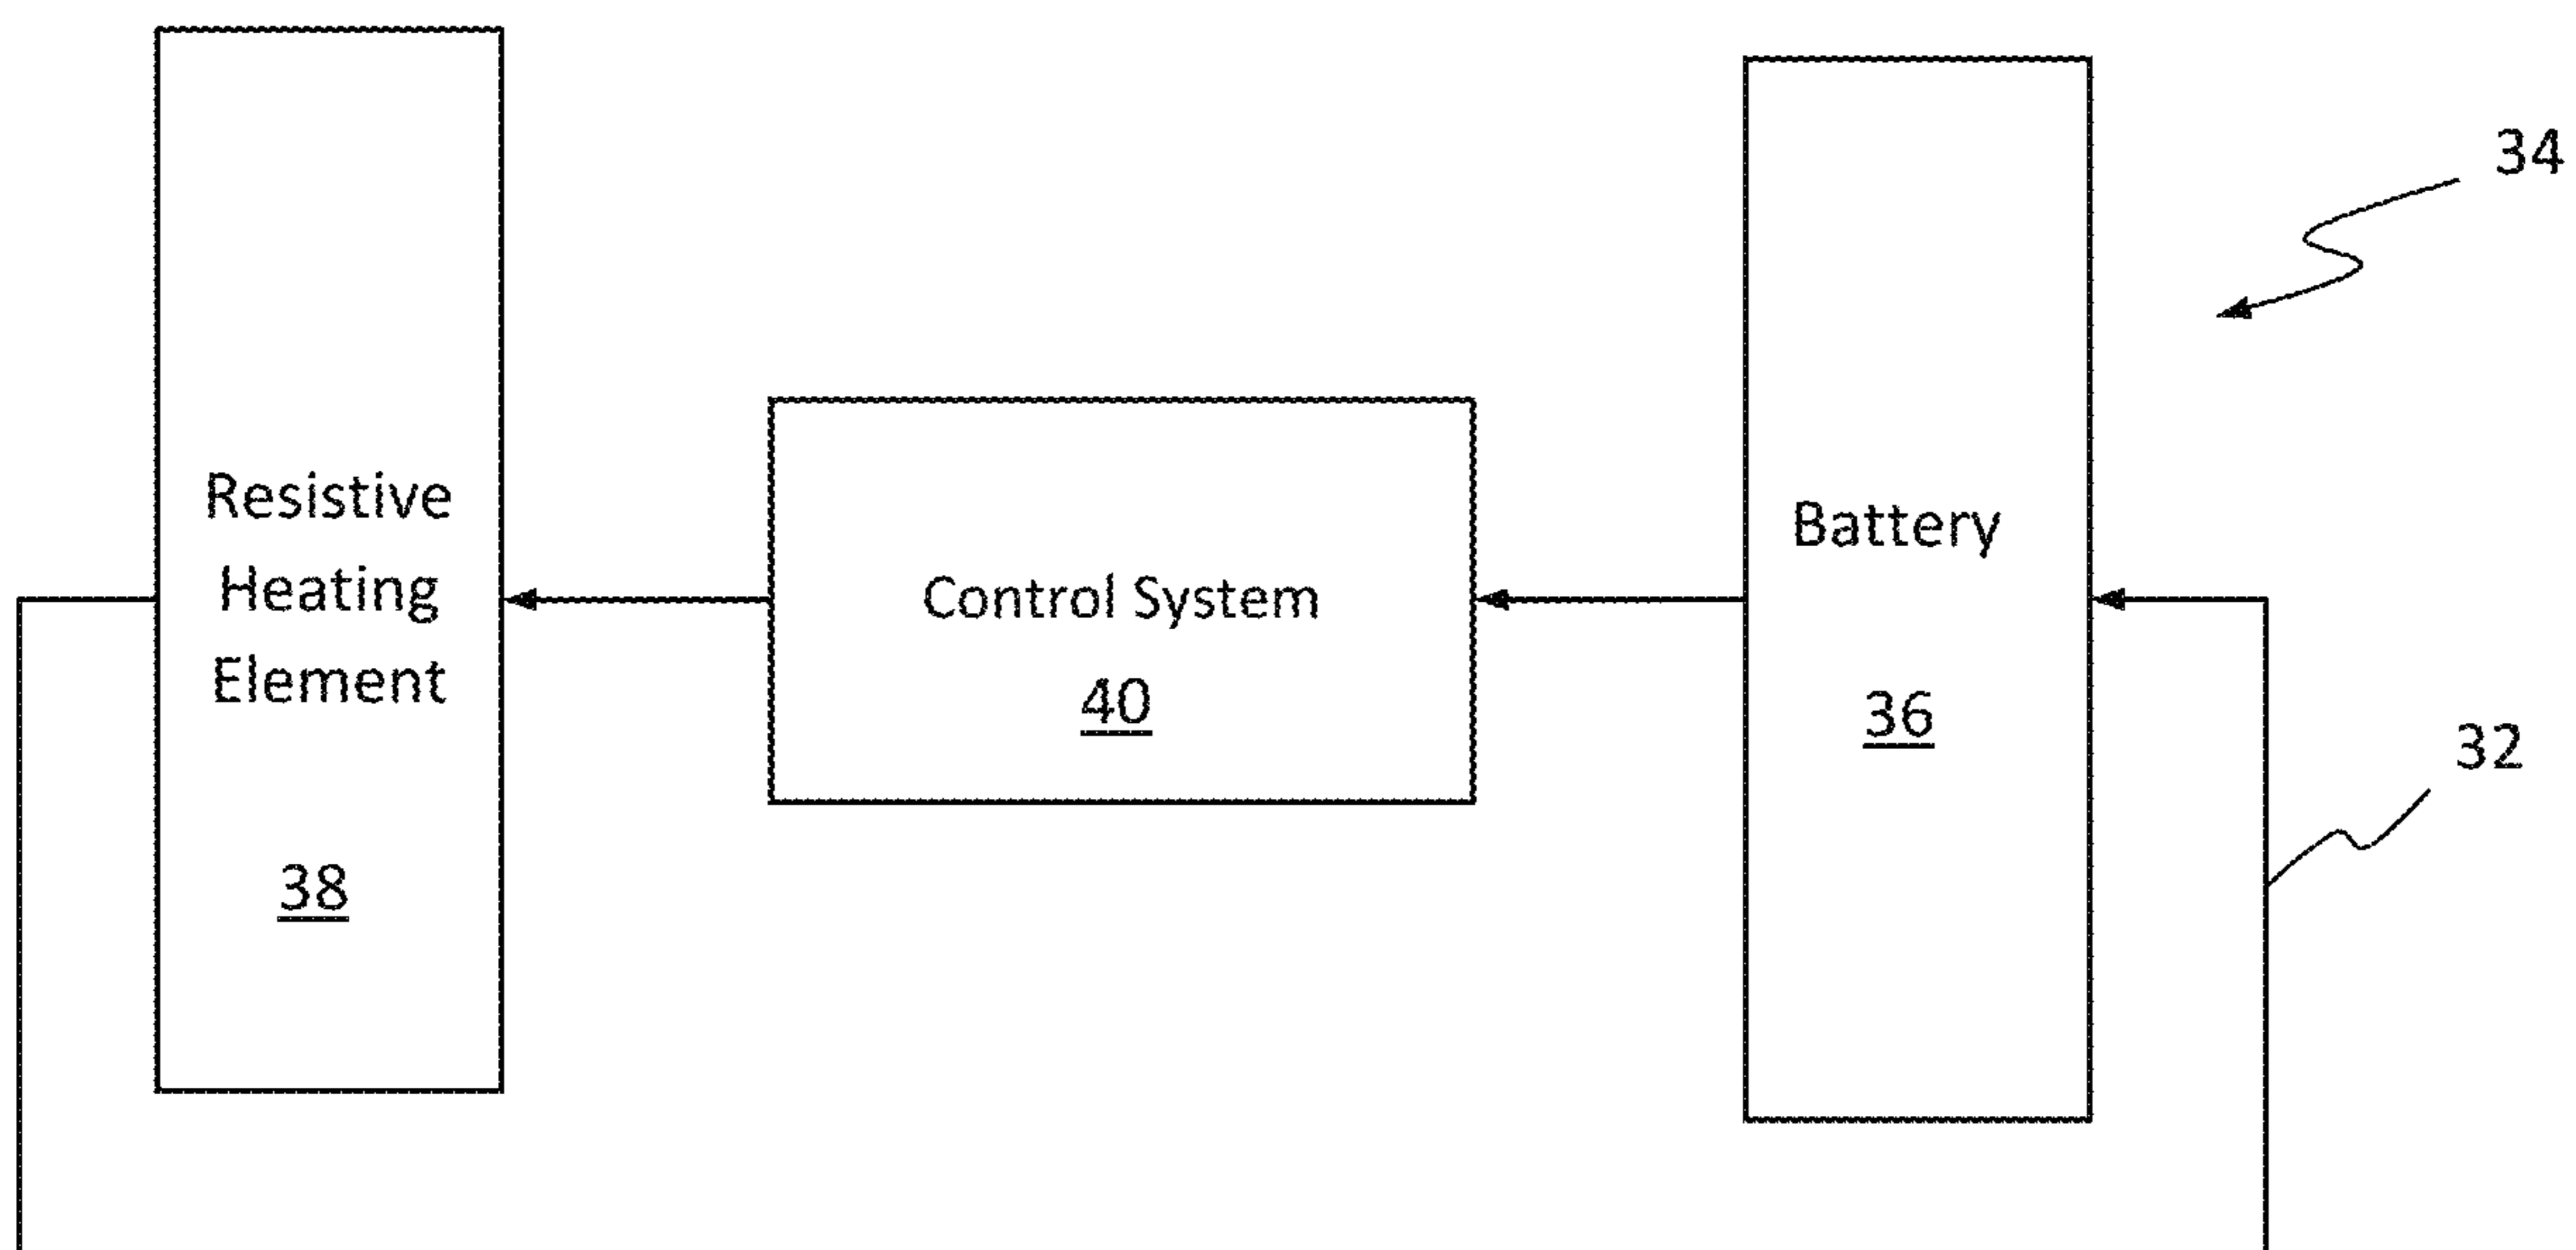 Resistive
Heating
Element
38
Control System
40
Battery
36
34
32